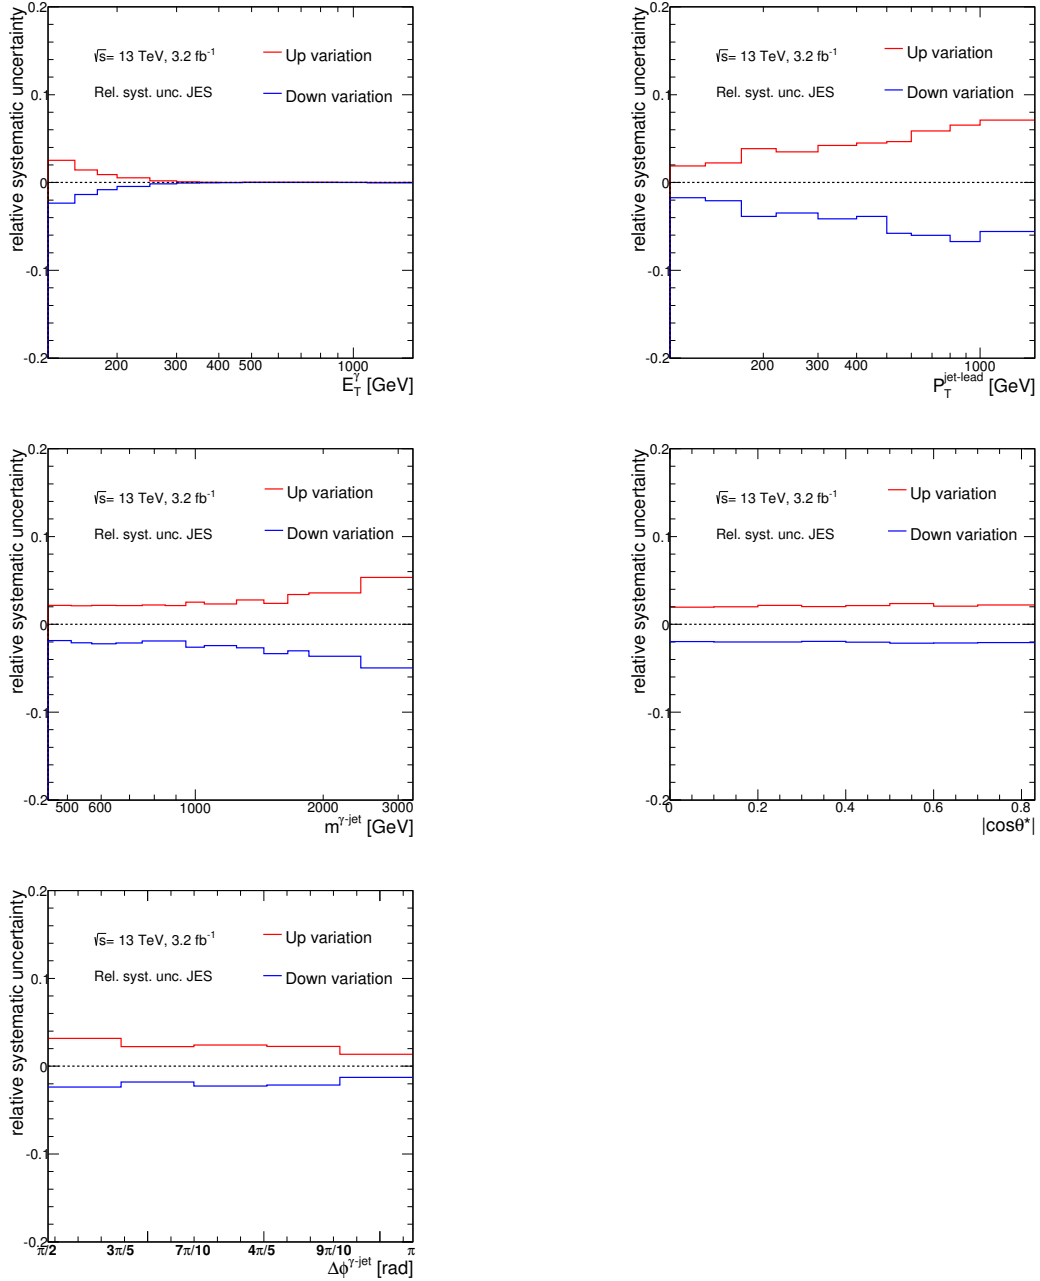 relative systematic uncertainty
0.2
0.1
0
-0.1
-0.2
√s= 13 TeV, 3.2 fb⁻¹
Rel. syst. unc. JES
Up variation
Down variation
200 300 400 500 1000
E_T^γ [GeV]
relative systematic uncertainty
0.2
0.1
0
-0.1
-0.2
√s= 13 TeV, 3.2 fb⁻¹
Rel. syst. unc. JES
Up variation
Down variation
200 300 400 1000
P_T^jet-lead [GeV]
relative systematic uncertainty
0.2
0.1
0
-0.1
-0.2
√s= 13 TeV, 3.2 fb⁻¹
Rel. syst. unc. JES
Up variation
Down variation
500 600 1000 2000 3000
m^γ-jet [GeV]
relative systematic uncertainty
0.2
0.1
0
-0.1
-0.2
√s= 13 TeV, 3.2 fb⁻¹
Rel. syst. unc. JES
Up variation
Down variation
0 0.2 0.4 0.6 0.8
|cosθ*|
relative systematic uncertainty
0.2
0.1
0
-0.1
-0.2
√s= 13 TeV, 3.2 fb⁻¹
Rel. syst. unc. JES
Up variation
Down variation
π/2 3π/5 7π/10 4π/5 9π/10 π
Δϕ^γ-jet [rad]